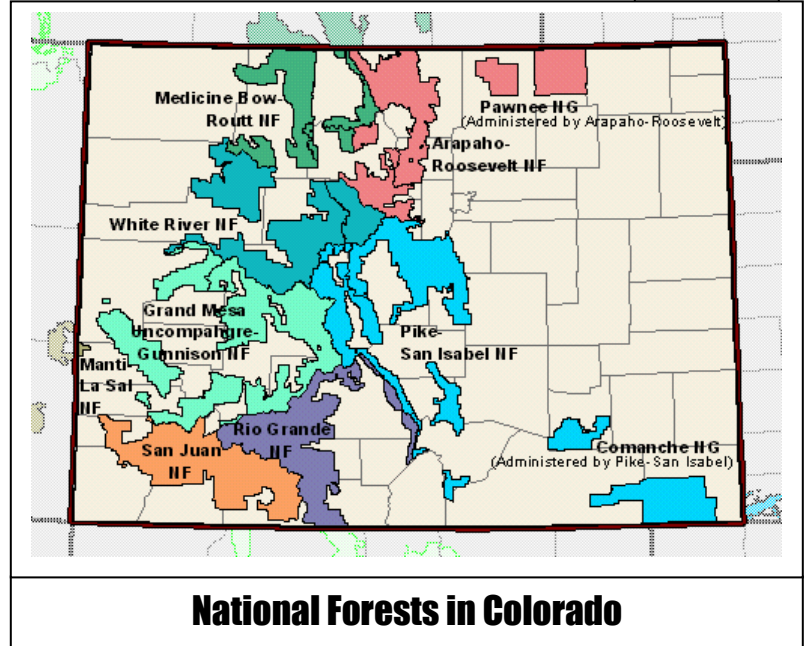 Medicine Bow-
Routt NF
Pawnee NG
(Administered by Arapaho-Roosevelt)
Arapaho-
Roosevelt NF
White River NF
Grand Mesa
Uncompahgre-
Gunnison NF
Pike-
San Isabel NF
Manti
La Sal
NF
Rio Grande
NF
San Juan
NF
Comanche NG
(Administered by Pike-San Isabel)
National Forests in Colorado